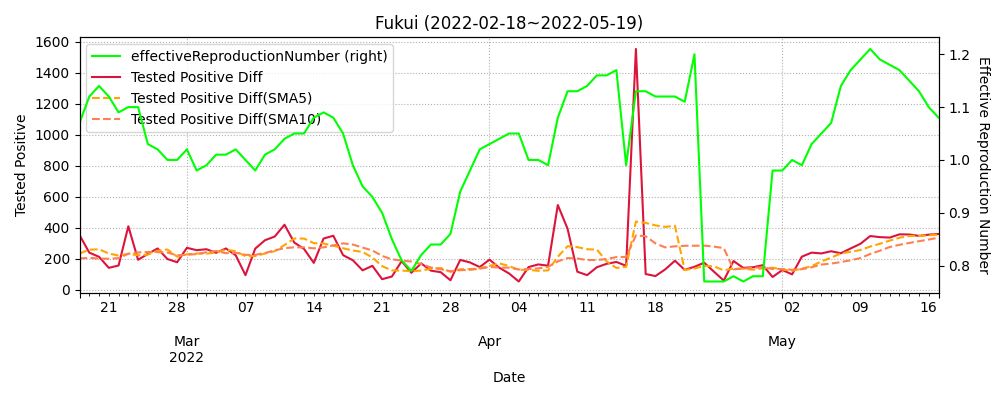 Fukui (2022-02-18~2022-05-19)
effectiveReproductionNumber (right)
Tested Positive Diff
Tested Positive Diff(SMA5)
Tested Positive Diff(SMA10)
1600
1400
1200
1000
800
600
400
200
0
Tested Positive
1.2
1.1
1.0
0.9
0.8
Effective Reproduction Number
21 28 07 14 21 28 04 11 18 25 02 09 16
Mar Apr May
2022
Date